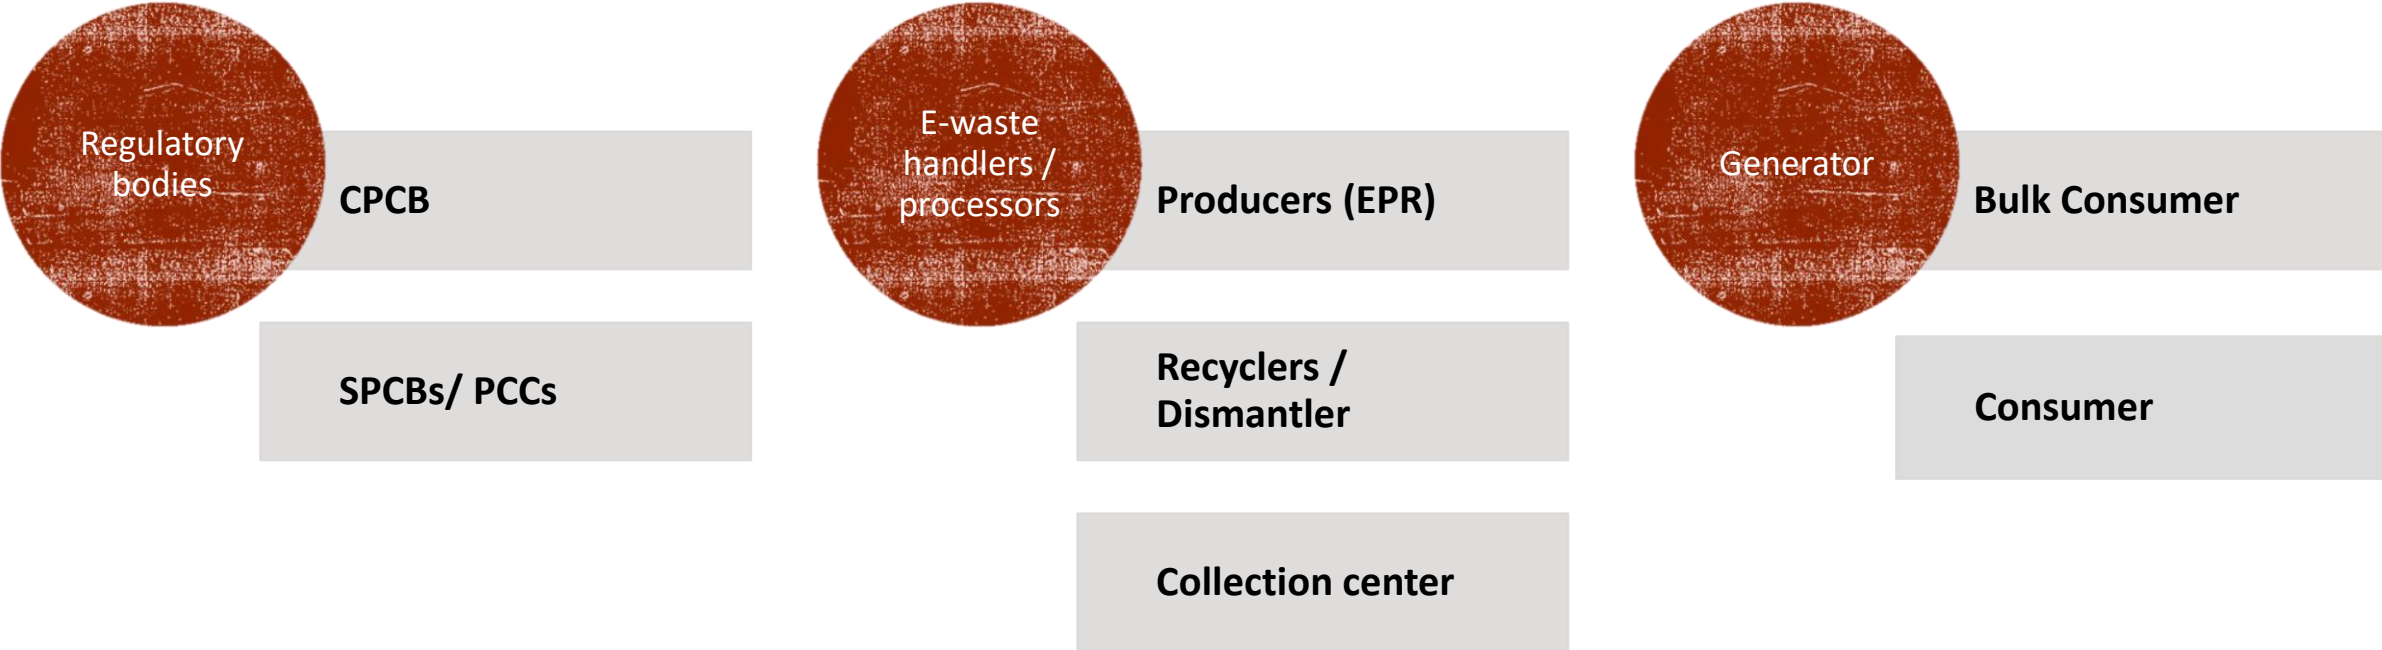 Regulatory
bodies
CPCB
SPCBs/ PCCs
E-waste
handlers /
processors
Producers (EPR)
Recyclers /
Dismantler
Collection center
Generator
Bulk Consumer
Consumer